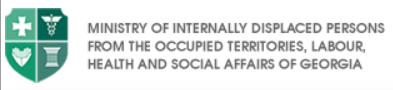 MINISTRY OF INTERNALLY DISPLACED PERSONS
FROM THE OCCUPIED TERRITORIES, LABOUR,
HEALTH AND SOCIAL AFFAIRS OF GEORGIA